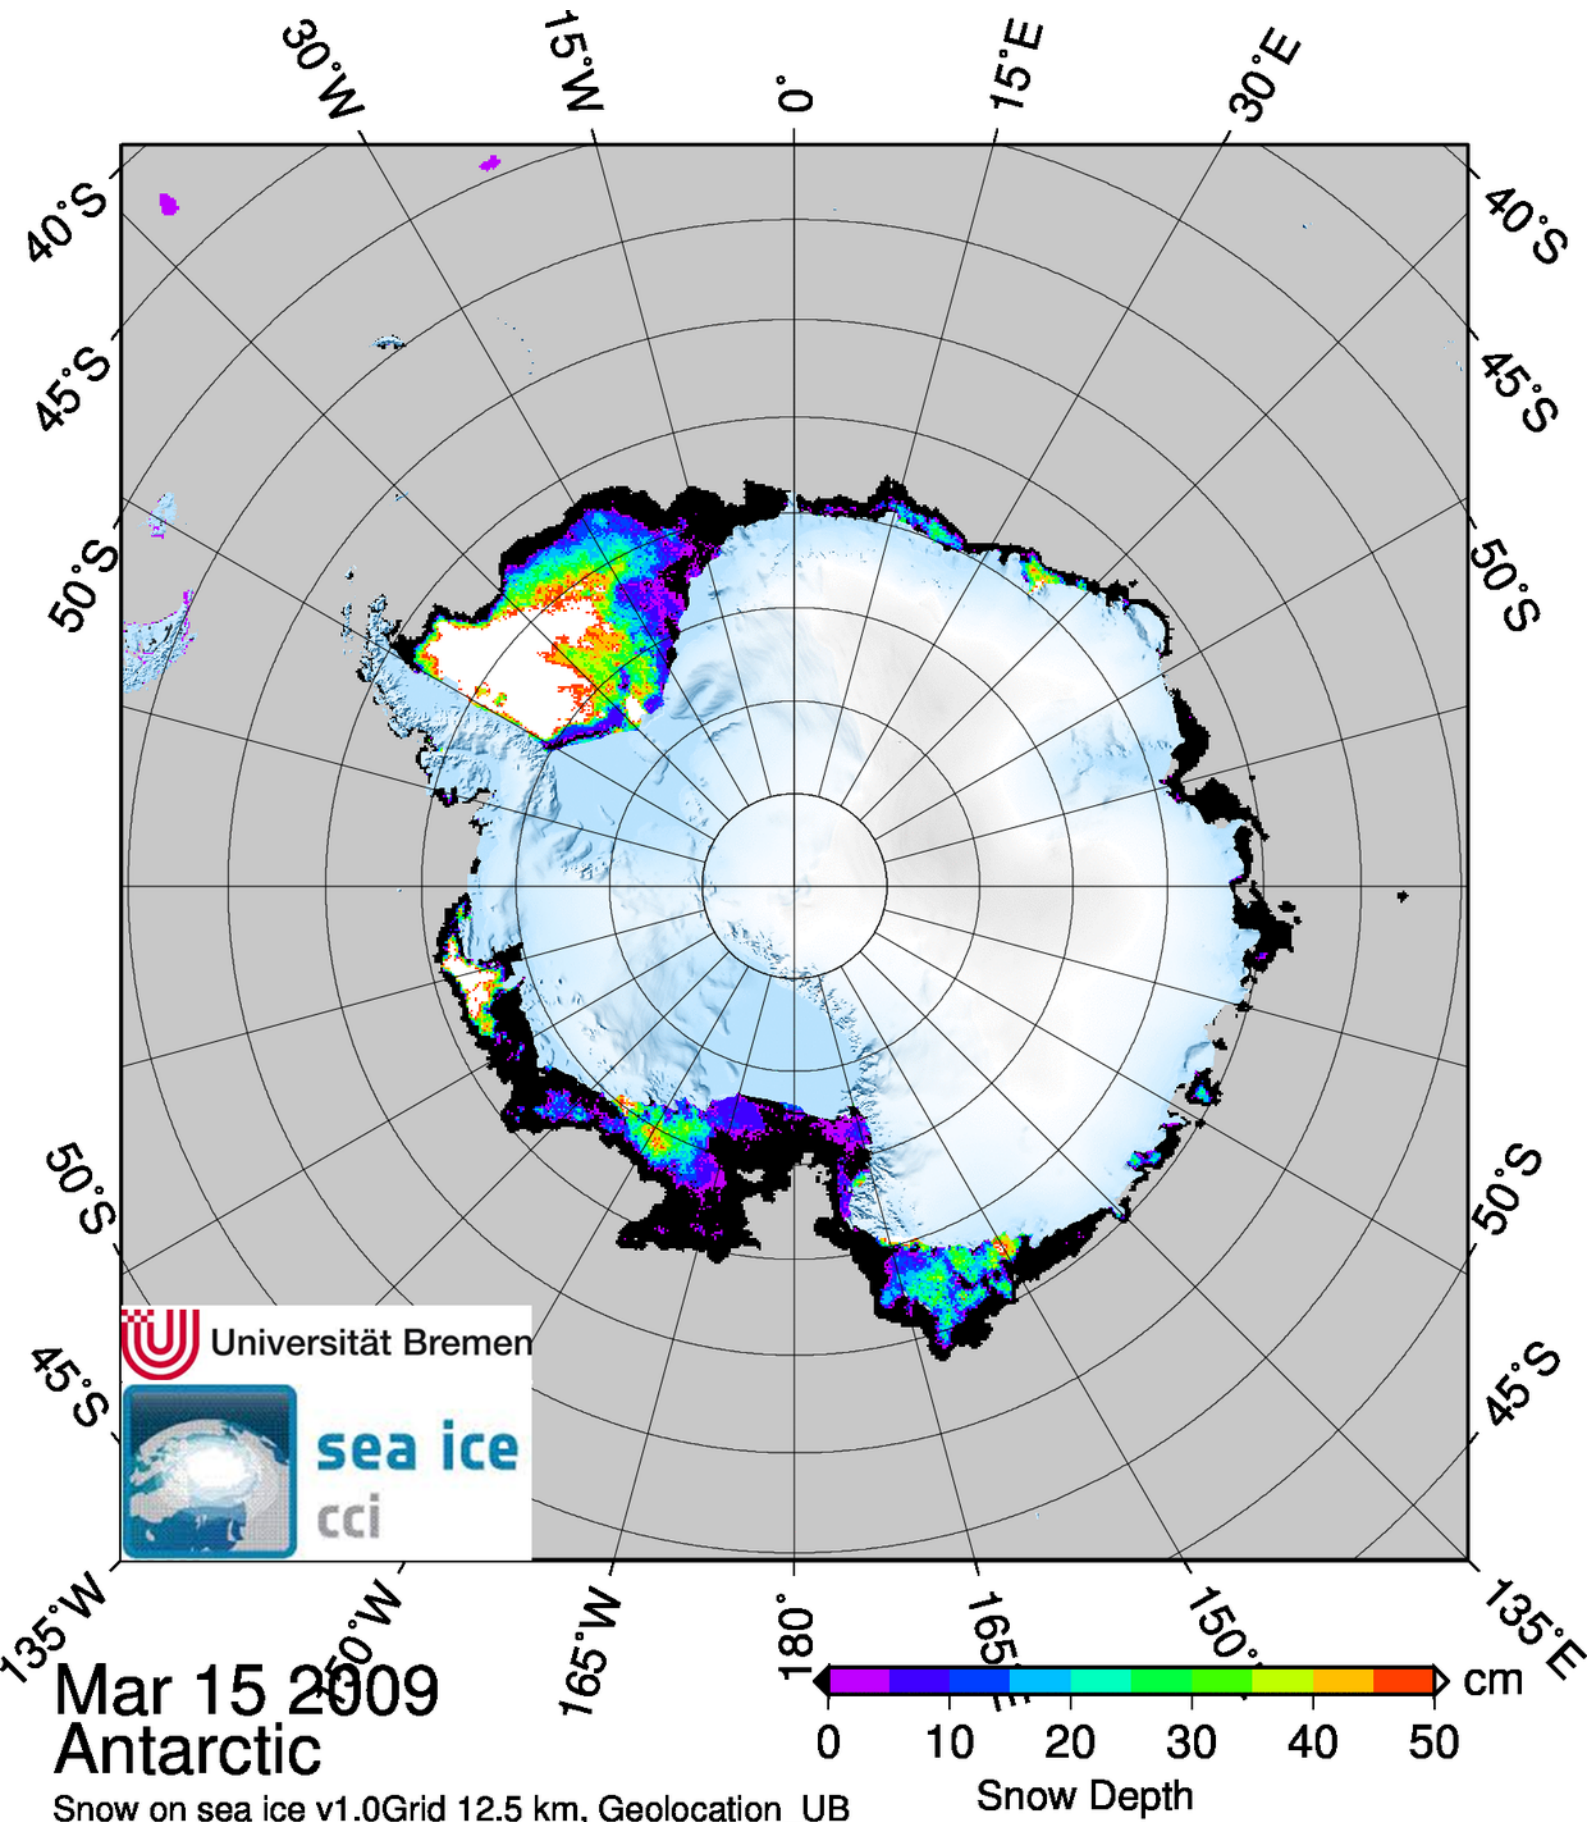 30°W 15°W 0° 15°E 30°E
40°S 40°S
45°S 45°S
50°S 50°S
50°S 50°S
45°S 45°S
Universität Bremen
sea ice
cci
135°W 150°W 165°W 180° 165°E 150° 135°E
Mar 15 2009
Antarctic
Snow on sea ice v1.0Grid 12.5 km, Geolocation UB
cm
0 10 20 30 40 50
Snow Depth